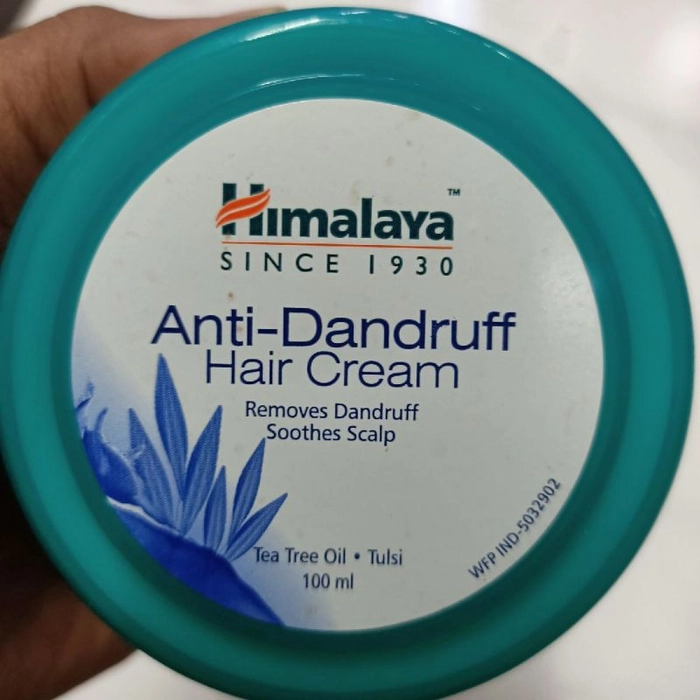 Himalaya™
SINCE 1930
Anti-Dandruff
Hair Cream
Removes Dandruff
Soothes Scalp
Tea Tree Oil • Tulsi
100 ml
WFP IND-5032902